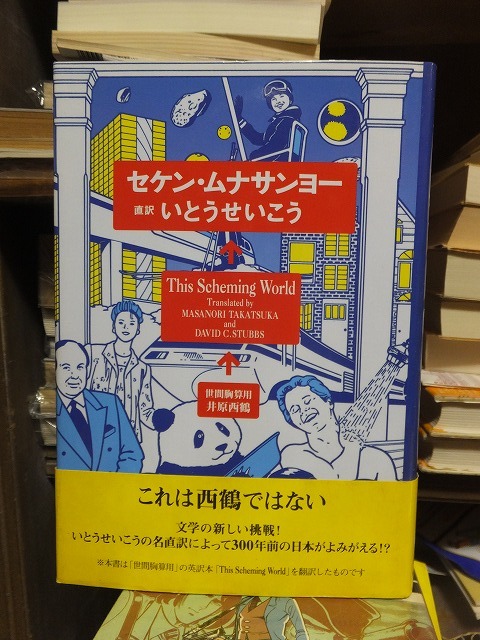 セケン・ムナサンヨー
直訳 いとうせいこう
This Scheming World
Translated by
MASANORI TAKATSUKA
and
DAVID C. STUBBS
世間胸算用
井原西鶴
これは西鶴ではない
文学の新しい挑戦！
いとうせいこうの名直訳によって300年前の日本がよみがえる!?
※本書は「世間胸算用」の英訳本「This Scheming World」を翻訳したものです